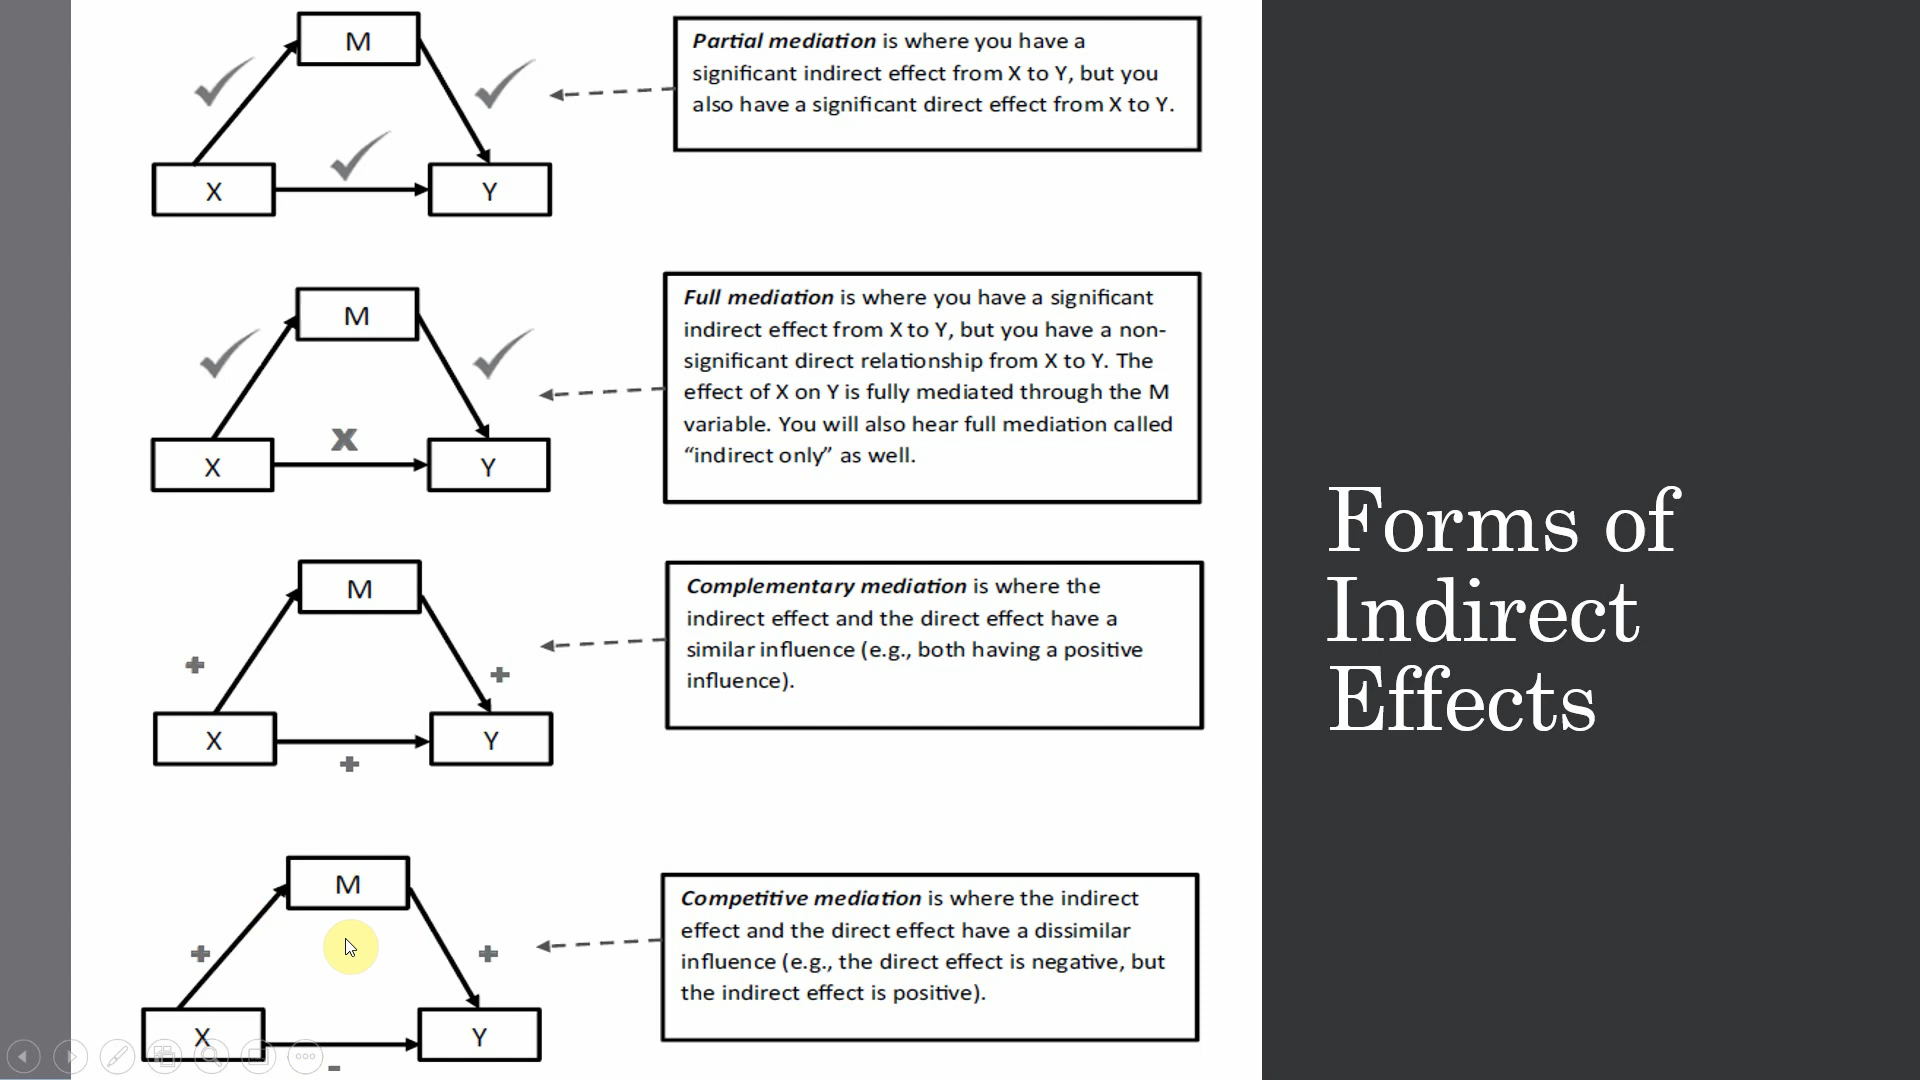 M
X
Y
Partial mediation is where you have a
significant indirect effect from X to Y, but you
also have a significant direct effect from X to Y.
M
X
X
Y
Full mediation is where you have a significant
indirect effect from X to Y, but you have a non-
significant direct relationship from X to Y. The
effect of X on Y is fully mediated through the M
variable. You will also hear full mediation called
“indirect only” as well.
M
+
+
X
Y
+
Complementary mediation is where the
indirect effect and the direct effect have a
similar influence (e.g., both having a positive
influence).
M
+
+
X
Y
-
Competitive mediation is where the indirect
effect and the direct effect have a dissimilar
influence (e.g., the direct effect is negative, but
the indirect effect is positive).
Forms of
Indirect
Effects